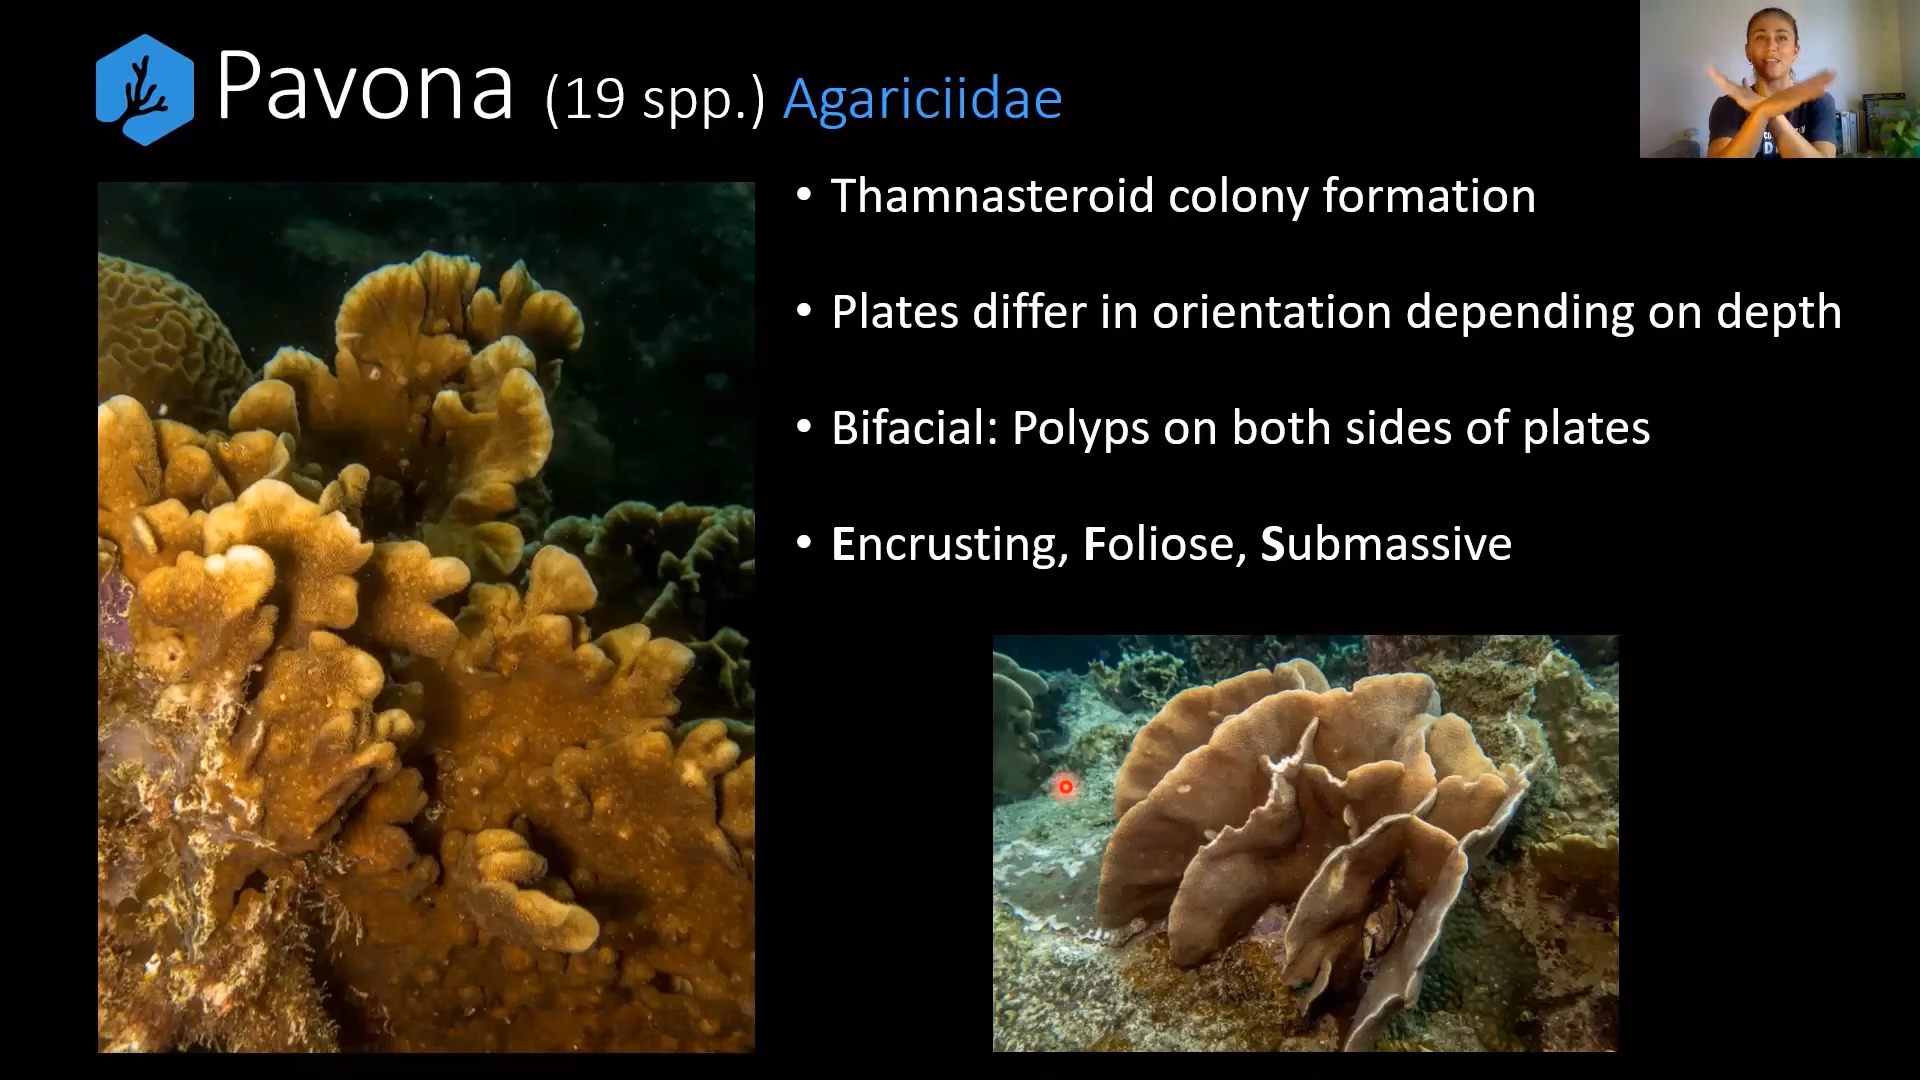 Pavona (19 spp.) Agariciidae
• Thamnasteroid colony formation
• Plates differ in orientation depending on depth
• Bifacial: Polyps on both sides of plates
• Encrusting, Foliose, Submassive